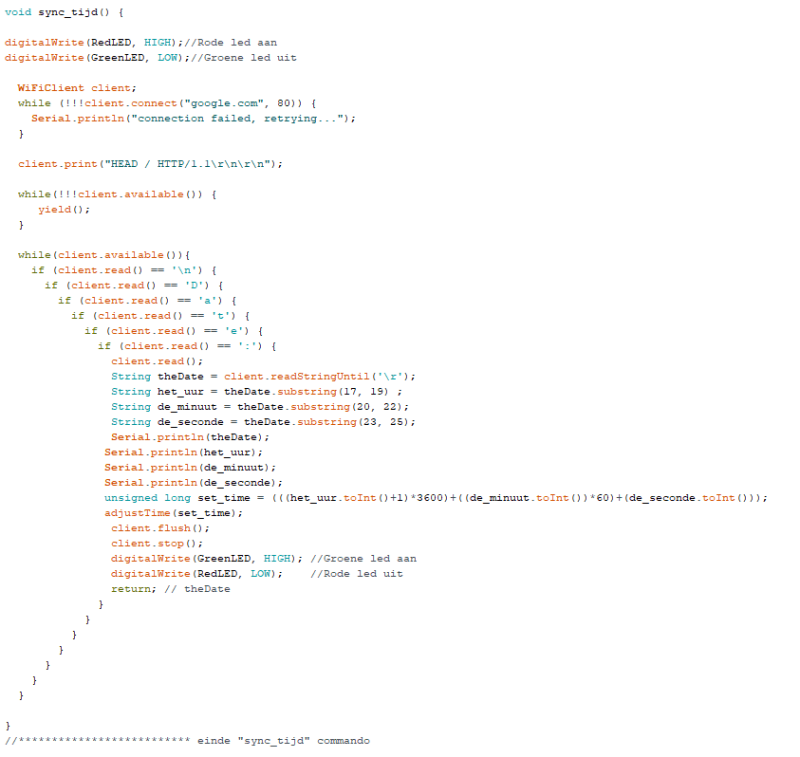 void sync_tijd() {
digitalWrite(RedLED, HIGH);//Rode led aan
digitalWrite(GreenLED, LOW);//Groene led uit
WiFiClient client;
while (!!!client.connect("google.com", 80)) {
Serial.println("connection failed, retrying...");
}
client.print("HEAD / HTTP/1.1\r\n\r\n");
while(!!!client.available()) {
yield();
}
while(client.available()){
if (client.read() == '\n') {
if (client.read() == 'D') {
if (client.read() == 'a') {
if (client.read() == 't') {
if (client.read() == 'e') {
if (client.read() == ':') {
client.read();
String theDate = client.readStringUntil('\r');
String het_uur = theDate.substring(17, 19) ;
String de_minuut = theDate.substring(20, 22);
String de_seconde = theDate.substring(23, 25);
Serial.println(theDate);
Serial.println(het_uur);
Serial.println(de_minuut);
Serial.println(de_seconde);
unsigned long set_time = (((het_uur.toInt()+1)*3600)+((de_minuut.toInt())*60)+(de_seconde.toInt()));
adjustTime(set_time);
client.flush();
client.stop();
digitalWrite(GreenLED, HIGH); //Groene led aan
digitalWrite(RedLED, LOW);    //Rode led uit
return; // theDate
}
}
}
}
}
}
}
}
//************************** einde "sync_tijd" commando